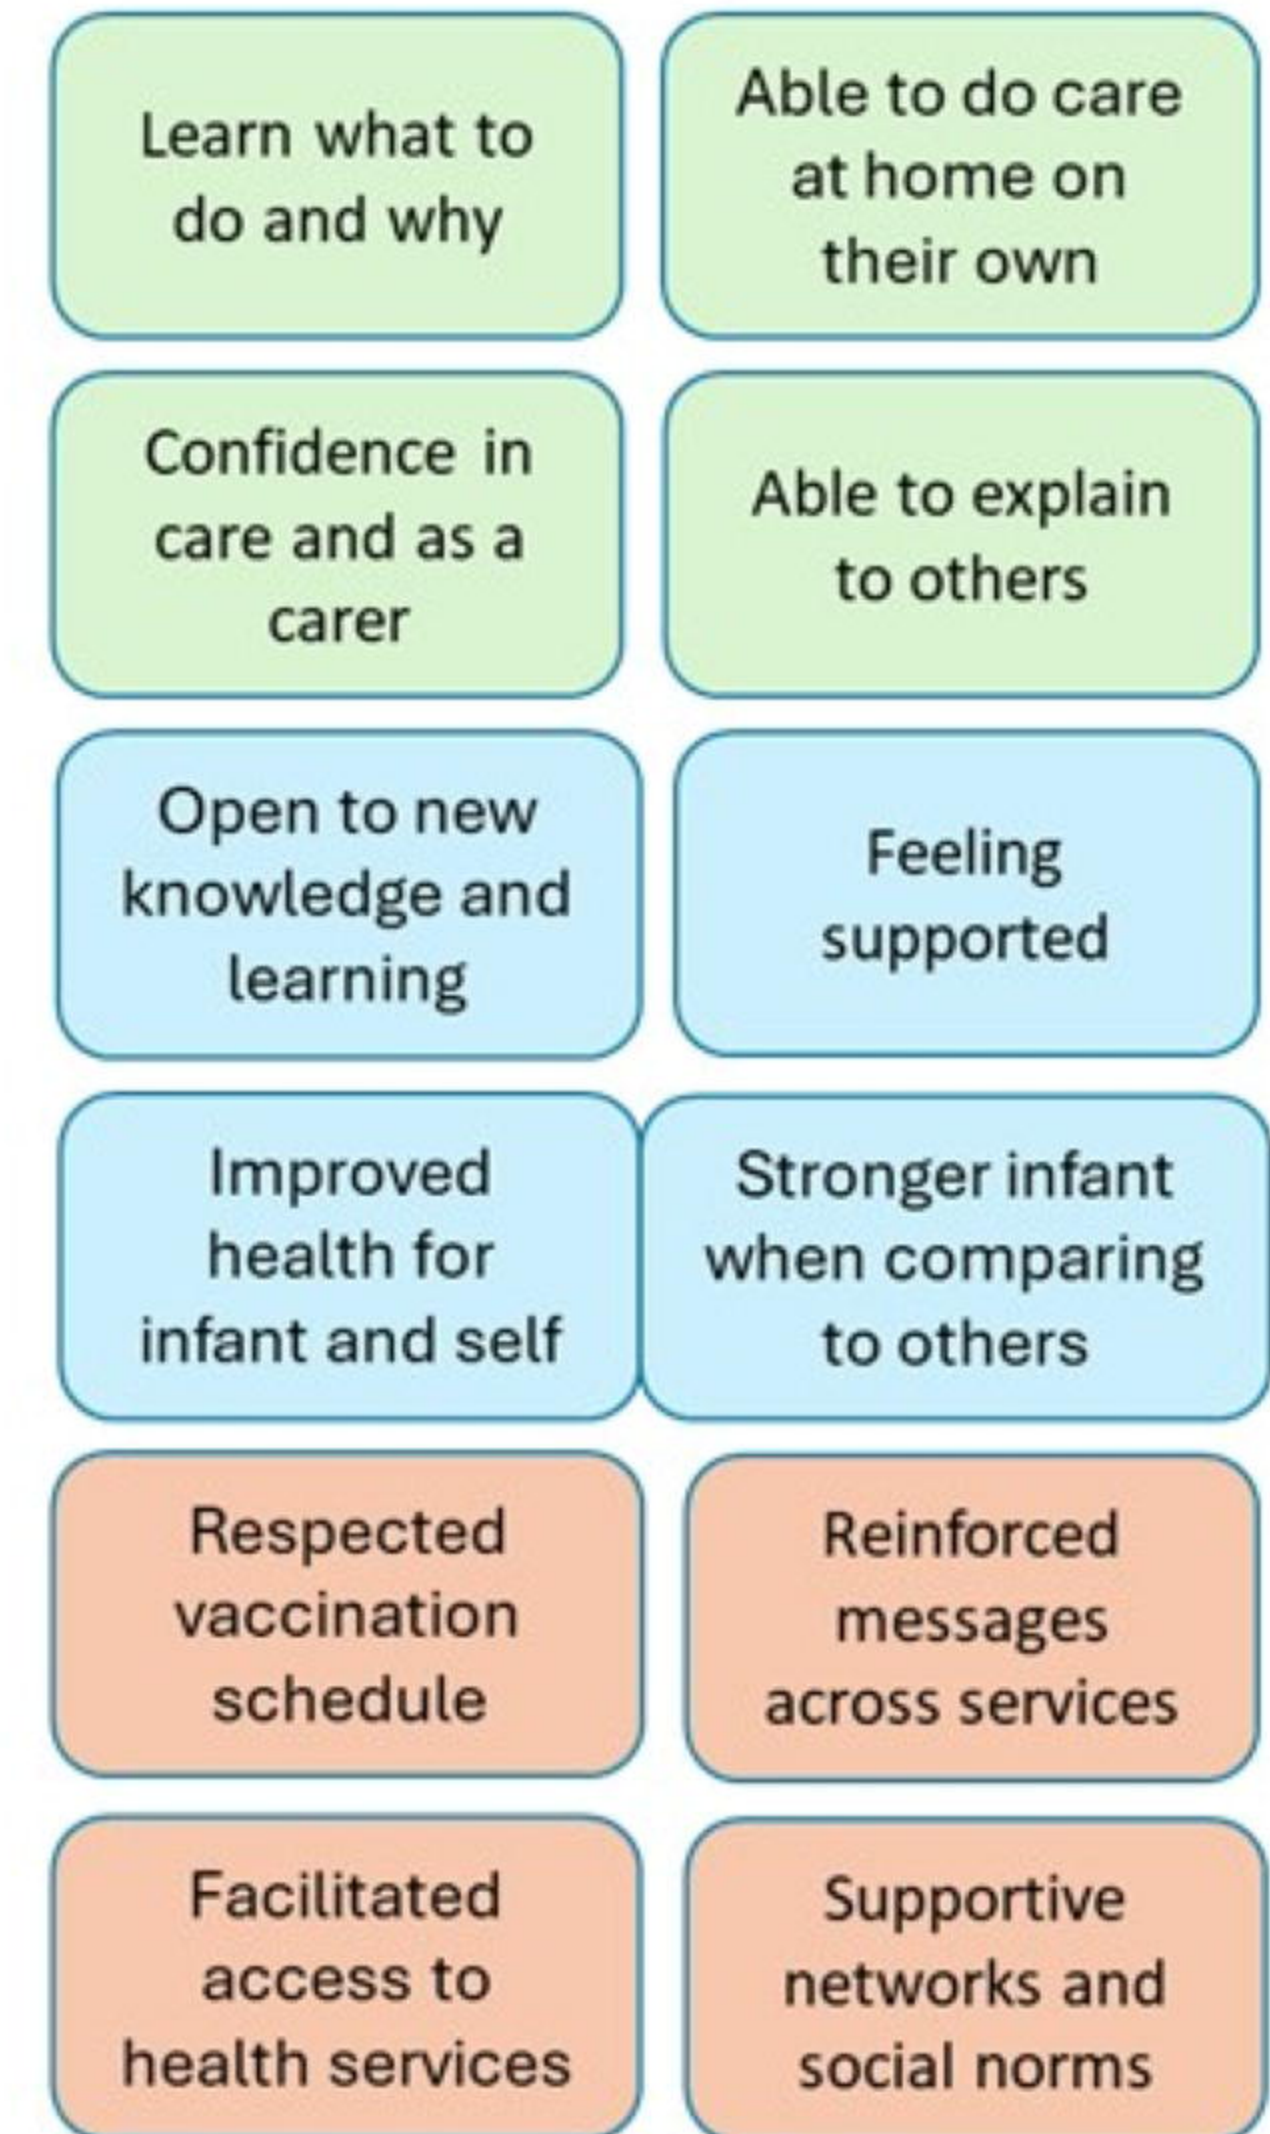 Learn what to
do and why
Able to do care
at home on
their own
Confidence in
care and as a
carer
Able to explain
to others
Open to new
knowledge and
learning
Feeling
supported
Improved
health for
infant and self
Stronger infant
when comparing
to others
Respected
vaccination
schedule
Reinforced
messages
across services
Facilitated
access to
health services
Supportive
networks and
social norms